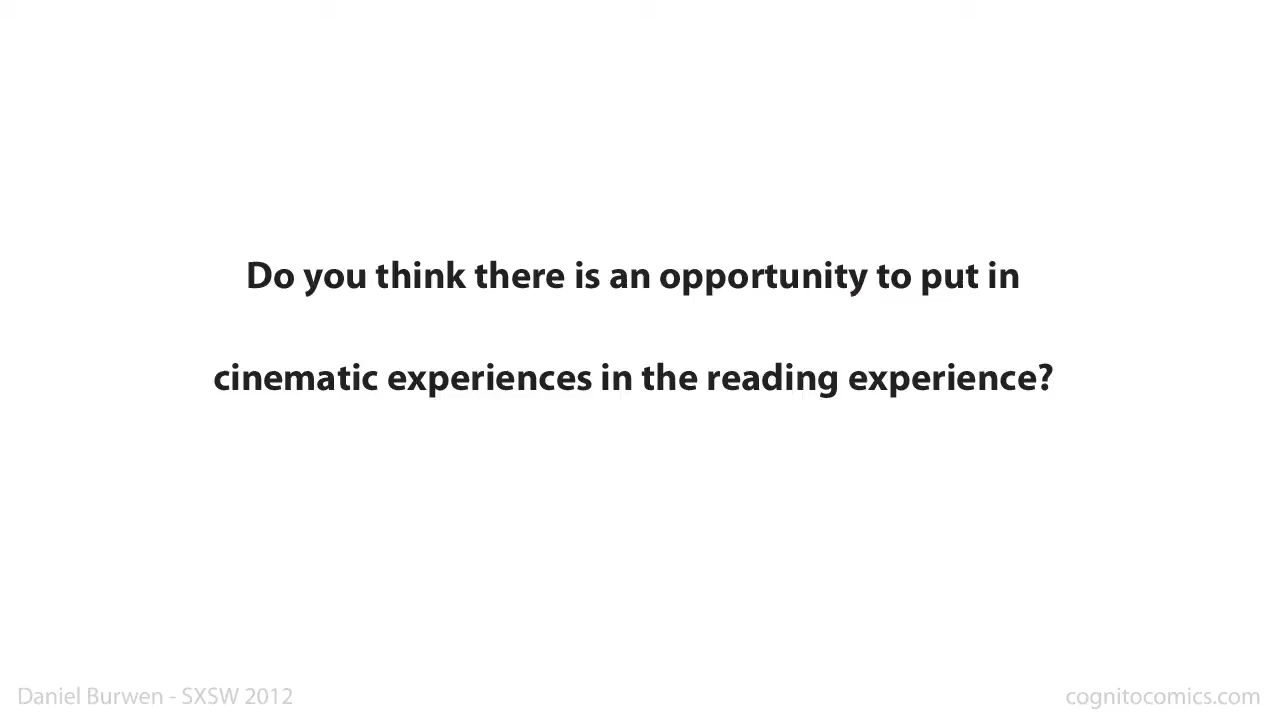 Do you think there is an opportunity to put in
cinematic experiences in the reading experience?
Daniel Burwen - SXSW 2012
cognitocomics.com